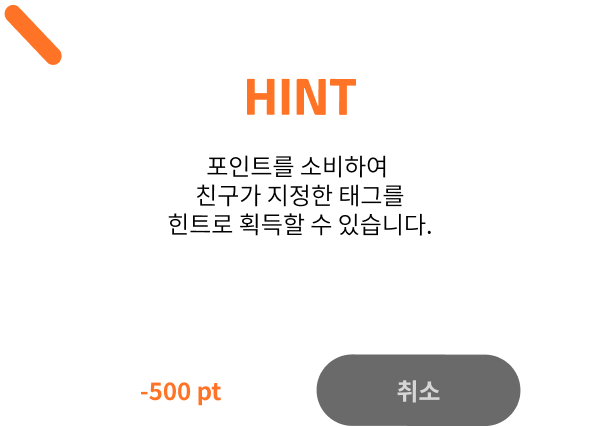 HINT
포인트를 소비하여
친구가 지정한 태그를
힌트로 획득할 수 있습니다.
-500 pt
취소